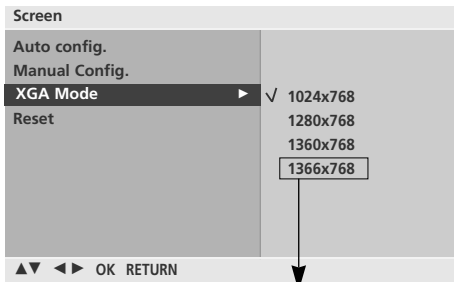 Screen
Auto config.
Manual Config.
XGA Mode ▶ √ 1024x768
1280x768
Reset
1360x768
1366x768
▲▼ ◀▶ OK RETURN